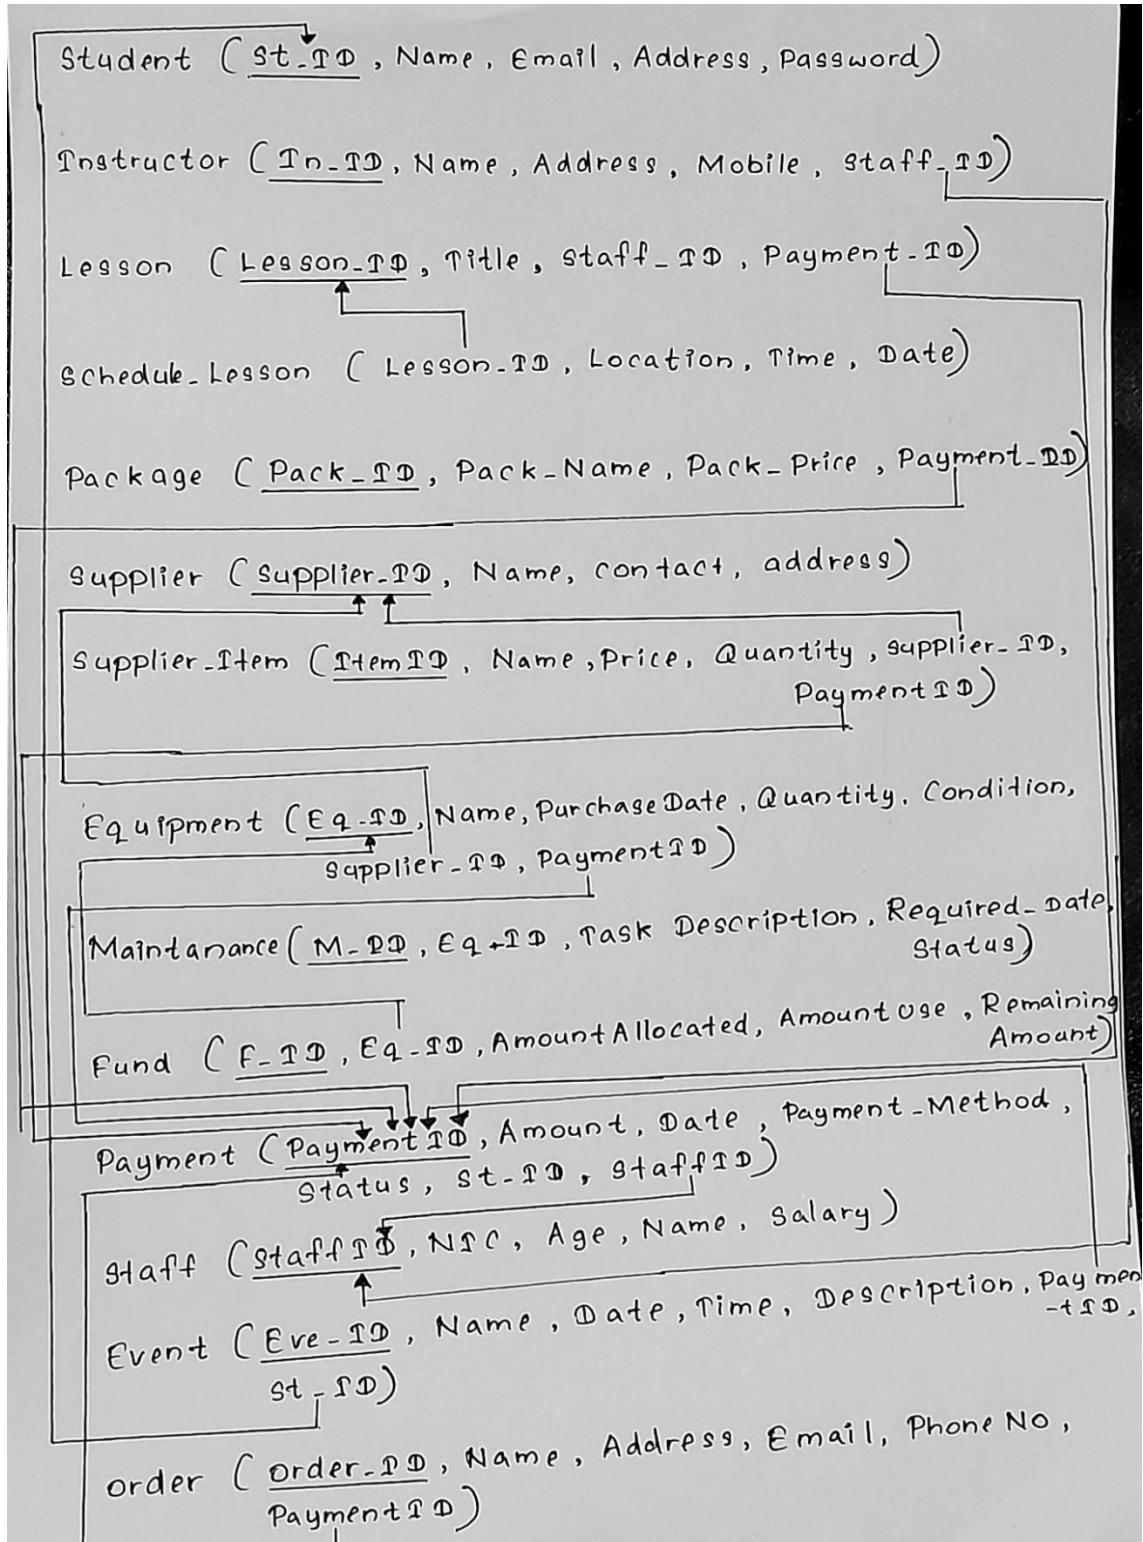 Student (St_ID, Name, Email, Address, Password)
Instructor (In_ID, Name, Address, Mobile, Staff_ID)
Lesson (Lesson_ID, Title, Staff_ID, Payment_ID)
Schedule_Lesson (Lesson_ID, Location, Time, Date)
Package (Pack_ID, Pack_Name, Pack_Price, Payment_ID)
Supplier (Supplier_ID, Name, contact, address)
Supplier_Item (ItemID, Name, Price, Quantity, supplier_ID,
PaymentID)
Equipment (Eq_ID, Name, PurchaseDate, Quantity, Condition,
Supplier_ID, PaymentID)
Maintanance (M_ID, Eq_ID, Task Description, Required_Date,
Status)
Fund (F_ID, Eq_ID, AmountAllocated, Amount Use, Remaining
Amount)
Payment (PaymentID, Amount, Date, Payment_Method,
Status, St_ID, StaffID)
Staff (StaffID, NIC, Age, Name, Salary)
Event (Eve_ID, Name, Date, Time, Description, Paymen
-tID,
St_ID)
Order (Order_ID, Name, Address, Email, Phone No,
PaymentID)